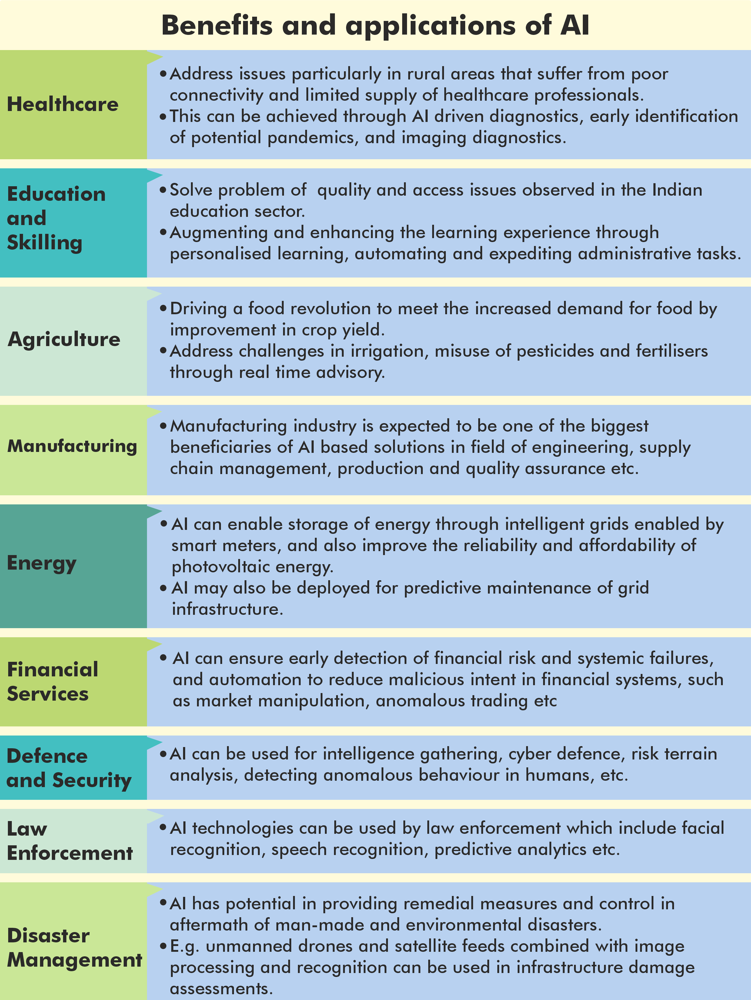 Benefits and applications of AI
Healthcare
•Address issues particularly in rural areas that suffer from poor
connectivity and limited supply of healthcare professionals.
•This can be achieved through AI driven diagnostics, early identification
of potential pandemics, and imaging diagnostics.
Education
and
Skilling
•Solve problem of  quality and access issues observed in the Indian
education sector.
•Augmenting and enhancing the learning experience through
personalised learning, automating and expediting administrative tasks.
Agriculture
•Driving a food revolution to meet the increased demand for food by
improvement in crop yield.
•Address challenges in irrigation, misuse of pesticides and fertilisers
through real time advisory.
Manufacturing
•Manufacturing industry is expected to be one of the biggest
beneficiaries of AI based solutions in field of engineering, supply
chain management, production and quality assurance etc.
Energy
•AI can enable storage of energy through intelligent grids enabled by
smart meters, and also improve the reliability and affordability of
photovoltaic energy.
•AI may also be deployed for predictive maintenance of grid
infrastructure.
Financial
Services
• AI can ensure early detection of financial risk and systemic failures,
and automation to reduce malicious intent in financial systems, such
as market manipulation, anomalous trading etc
Defence
and Security
•AI can be used for intelligence gathering, cyber defence, risk terrain
analysis, detecting anomalous behaviour in humans, etc.
Law
Enforcement
•AI technologies can be used by law enforcement which include facial
recognition, speech recognition, predictive analytics etc.
Disaster
Management
•AI has potential in providing remedial measures and control in
aftermath of man-made and environmental disasters.
•E.g. unmanned drones and satellite feeds combined with image
processing and recognition can be used in infrastructure damage
assessments.